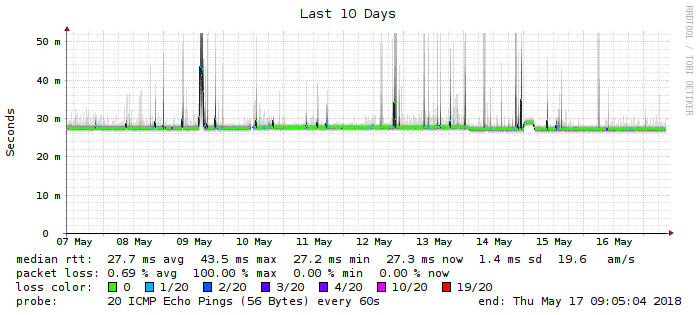 Last 10 Days
RRDTOOL / TOBI OETIKER
Seconds
50 m
40 m
30 m
20 m
10 m
0
07 May 08 May 09 May 10 May 11 May 12 May 13 May 14 May 15 May 16 May
median rtt: 27.7 ms avg 43.5 ms max 27.2 ms min 27.3 ms now 1.4 ms sd 19.6 am/s
packet loss: 0.69 % avg 100.00 % max 0.00 % min 0.00 % now
loss color: 0 1/20 2/20 3/20 4/20 10/20 19/20
probe: 20 ICMP Echo Pings (56 Bytes) every 60s end: Thu May 17 09:05:04 2018